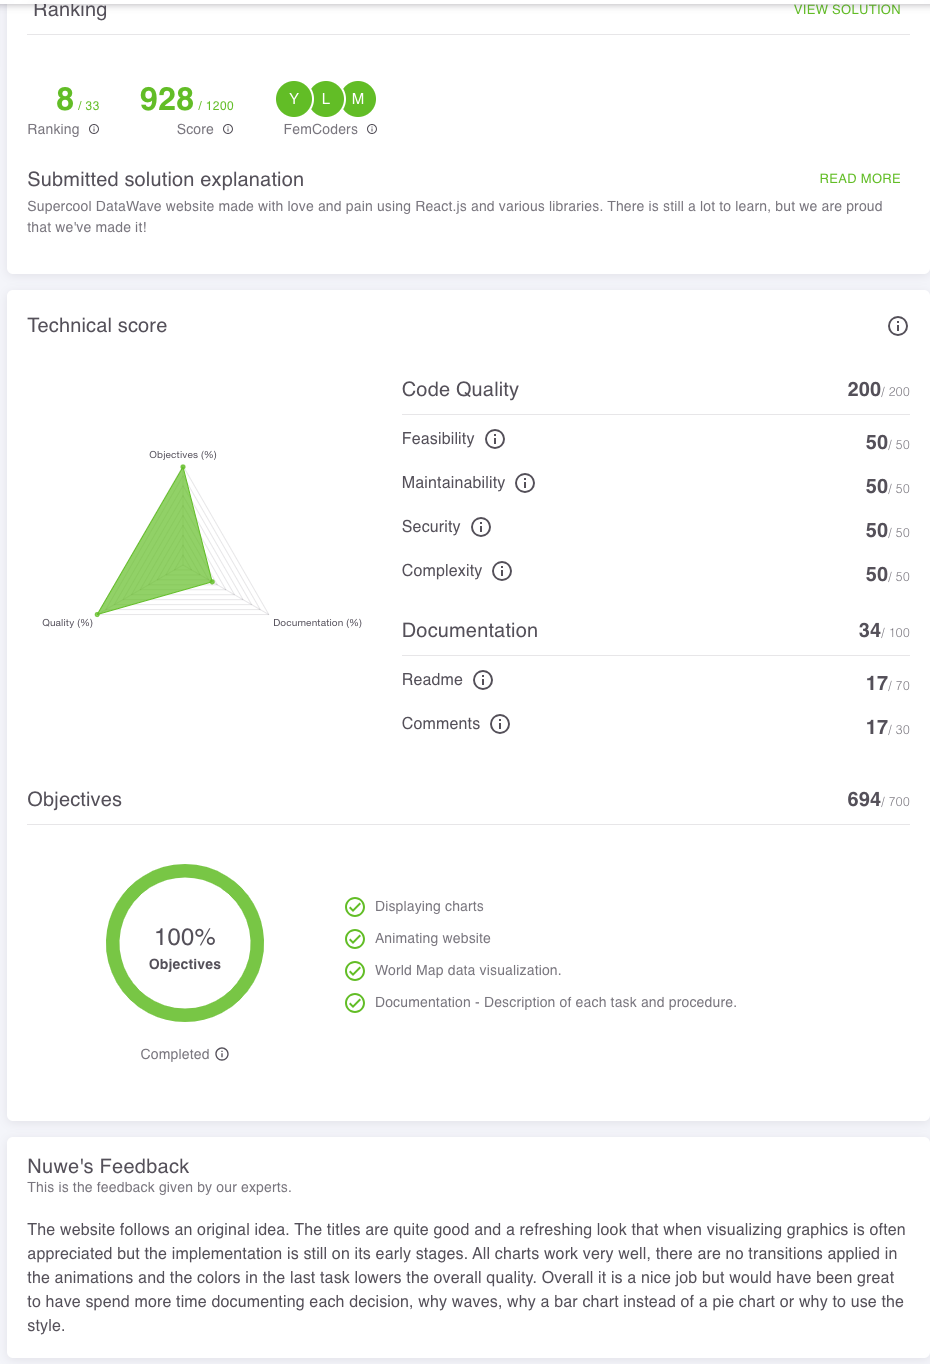 Ranking
VIEW SOLUTION
8 / 33
928 / 1200
Y L M
Ranking
Score
FemCoders
Submitted solution explanation
READ MORE
Supercool DataWave website made with love and pain using React.js and various libraries. There is still a lot to learn, but we are proud
that we've made it!
Technical score
Objectives (%)
Quality (%)
Documentation (%)
Code Quality
200/ 200
Feasibility
50/ 50
Maintainability
50/ 50
Security
50/ 50
Complexity
50/ 50
Documentation
34/ 100
Readme
17/ 70
Comments
17/ 30
Objectives
694/ 700
100%
Objectives
Completed
Displaying charts
Animating website
World Map data visualization.
Documentation - Description of each task and procedure.
Nuwe's Feedback
This is the feedback given by our experts.
The website follows an original idea. The titles are quite good and a refreshing look that when visualizing graphics is often
appreciated but the implementation is still on its early stages. All charts work very well, there are no transitions applied in
the animations and the colors in the last task lowers the overall quality. Overall it is a nice job but would have been great
to have spend more time documenting each decision, why waves, why a bar chart instead of a pie chart or why to use the
style.